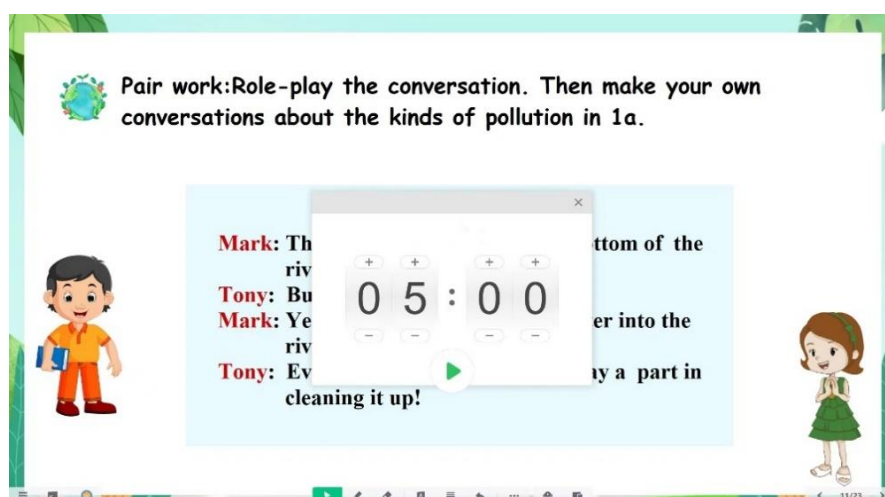 Pair work:Role-play the conversation. Then make your own
conversations about the kinds of pollution in 1a.
Mark: Th ttom of the
riv
Tony: Bu
Mark: Ye er into the
riv
Tony: Ev ay a part in
cleaning it up!
05:00
11/23